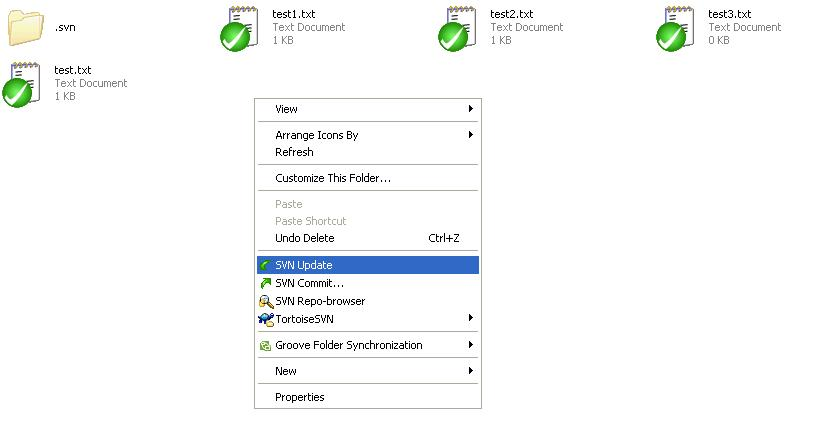 .svn
test1.txt
Text Document
1 KB
test2.txt
Text Document
1 KB
test3.txt
Text Document
0 KB
test.txt
Text Document
1 KB
View
Arrange Icons By
Refresh
Customize This Folder...
Paste
Paste Shortcut
Undo Delete Ctrl+Z
SVN Update
SVN Commit...
SVN Repo-browser
TortoiseSVN
Groove Folder Synchronization
New
Properties